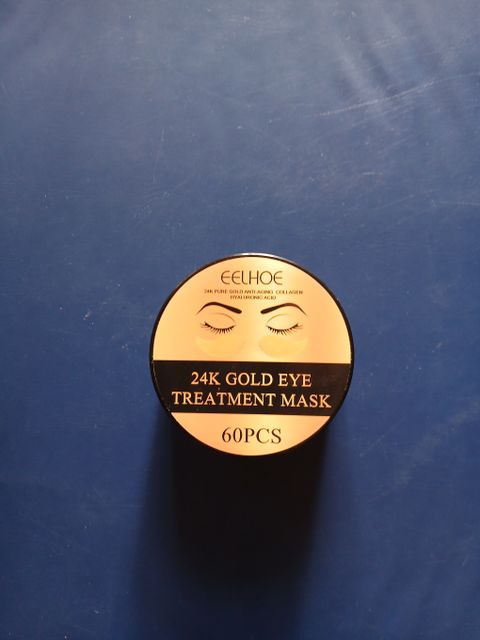 EELHOE
24K PURE GOLD ANTI-AGING COLLAGEN
HYALURONIC ACID
24K GOLD EYE
TREATMENT MASK
60PCS